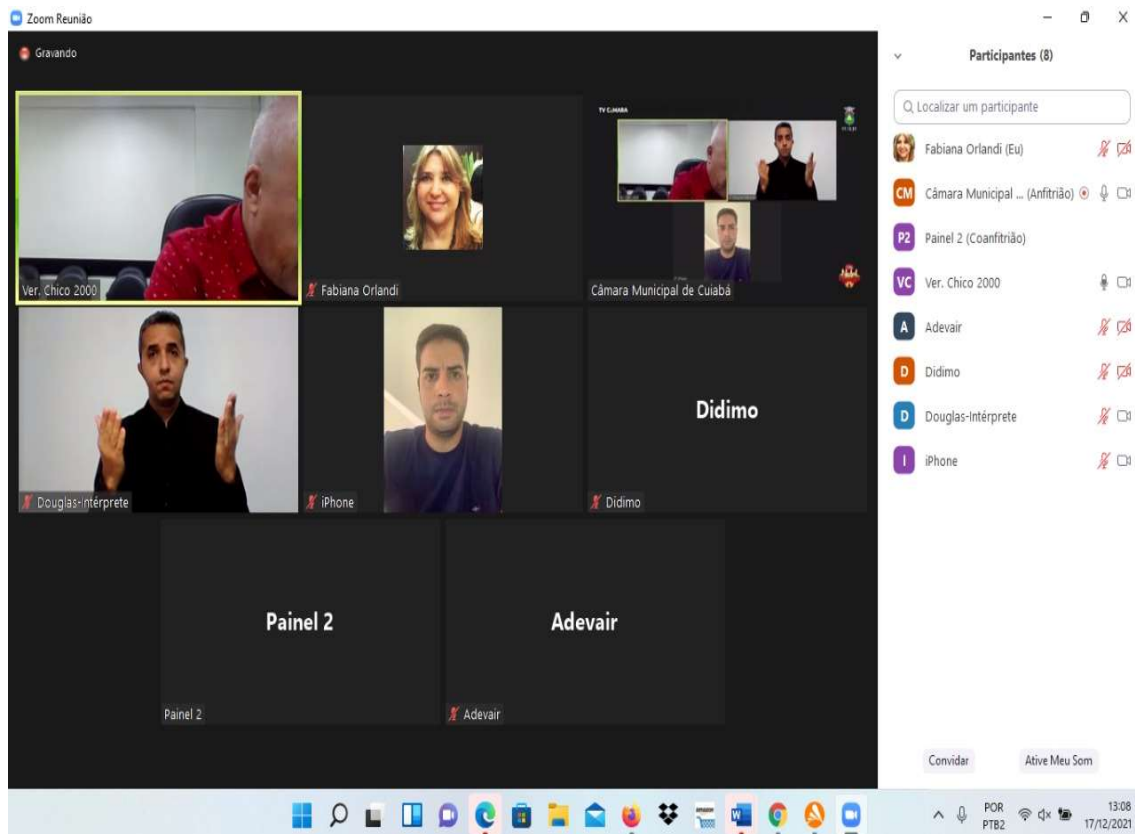 Zoom Reunião
Gravando
Ver. Chico 2000
Fabiana Orlandi
TV CÂMARA
Câmara Municipal de Cuiabá
Douglas-Intérprete
iPhone
Didimo
Didimo
Painel 2
Painel 2
Adevair
Adevair
Participantes (8)
Localizar um participante
Fabiana Orlandi (Eu)
CM Câmara Municipal ... (Anfitrião)
P2 Painel 2 (Coanfitrião)
VC Ver. Chico 2000
A Adevair
D Didimo
D Douglas-Intérprete
I iPhone
Convidar Ative Meu Som
POR
PTB2
13:08
17/12/2021